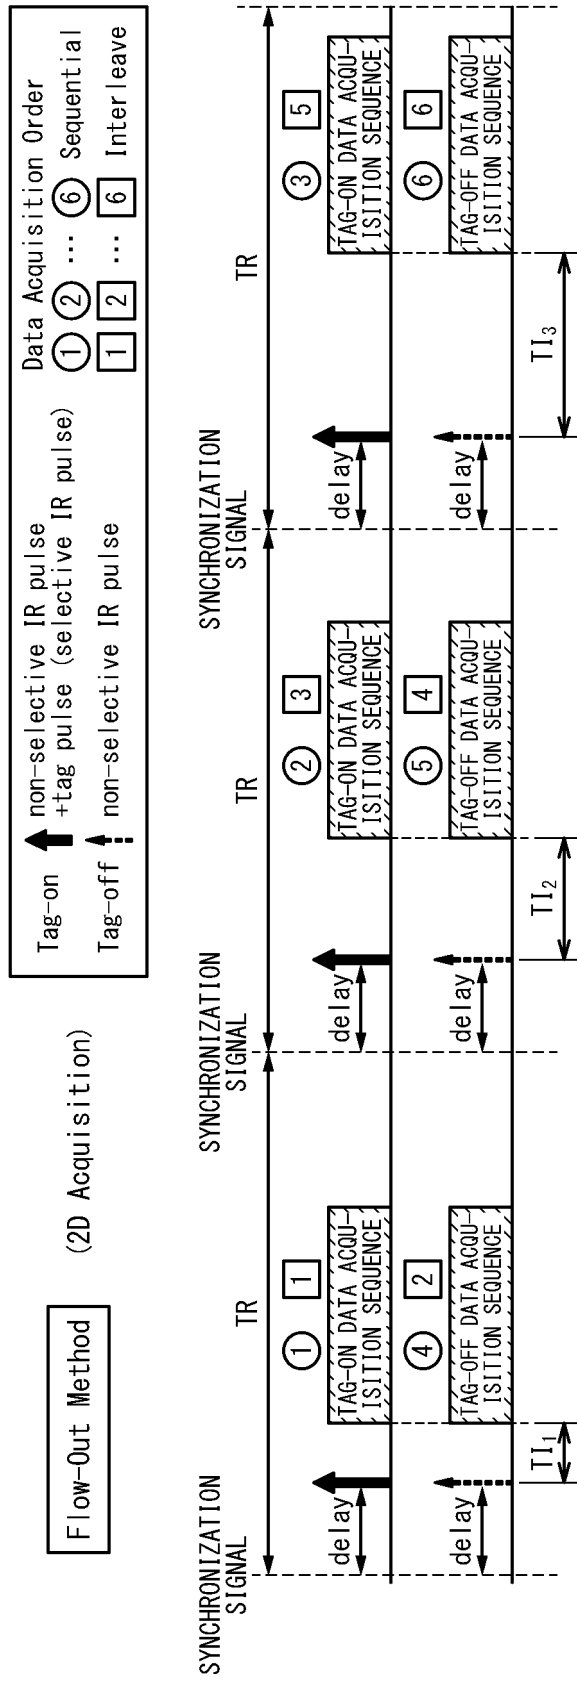 Flow-Out Method
(2D Acquisition)
Tag-on
non-selective IR pulse
+tag pulse (selective IR pulse)
Tag-off
non-selective IR pulse
Data Acquisition Order
1 2 ... 6 Sequential
1 2 ... 6 Interleave
SYNCHRONIZATION
SIGNAL
TR
SYNCHRONIZATION
SIGNAL
TR
SYNCHRONIZATION
SIGNAL
TR
delay
1 1
TAG-ON DATA ACQU-
ISITION SEQUENCE
delay
2 3
TAG-ON DATA ACQU-
ISITION SEQUENCE
delay
3 5
TAG-ON DATA ACQU-
ISITION SEQUENCE
delay
4 2
TAG-OFF DATA ACQU-
ISITION SEQUENCE
delay
5 4
TAG-OFF DATA ACQU-
ISITION SEQUENCE
delay
6 6
TAG-OFF DATA ACQU-
ISITION SEQUENCE
TI1
TI2
TI3